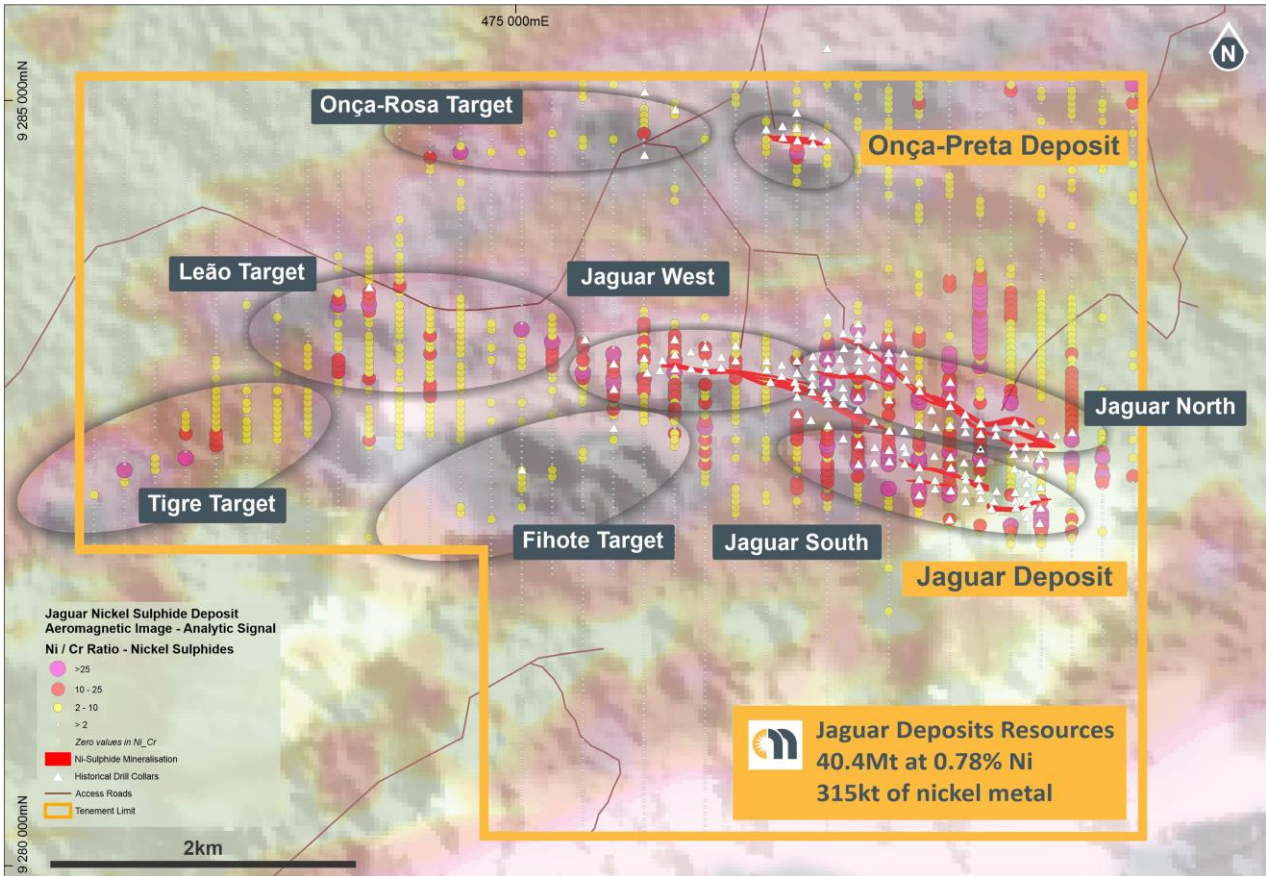 475 000mE
N
9 285 000mN
Onça-Rosa Target
Onça-Preta Deposit
Leão Target
Jaguar West
Jaguar North
Tigre Target
Fihote Target
Jaguar South
Jaguar Deposit
Jaguar Nickel Sulphide Deposit
Aeromagnetic Image - Analytic Signal
Ni / Cr Ratio - Nickel Sulphides
>25
10 - 25
2 - 10
> 2
Zero values in Ni_Cr
Ni-Sulphide Mineralisation
Historical Drill Collars
Access Roads
Tenement Limit
2km
9 280 000mN
Jaguar Deposits Resources
40.4Mt at 0.78% Ni
315kt of nickel metal